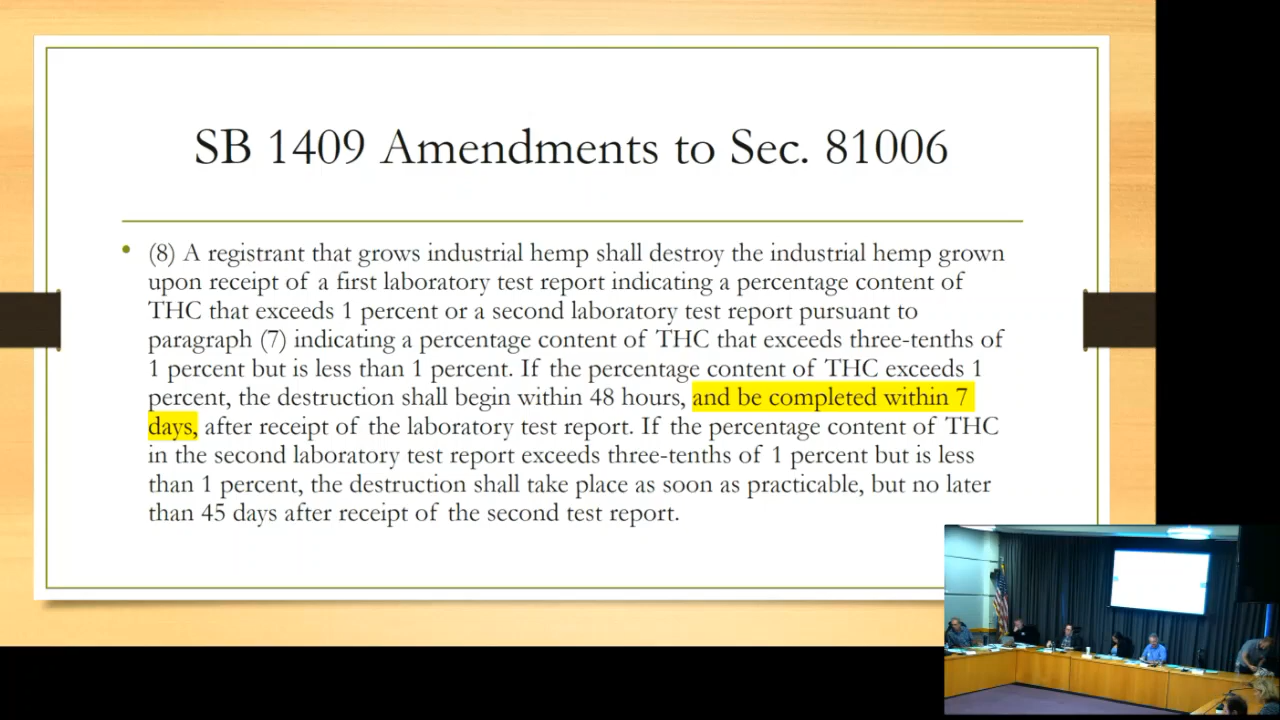 SB 1409 Amendments to Sec. 81006
• (8) A registrant that grows industrial hemp shall destroy the industrial hemp grown
upon receipt of a first laboratory test report indicating a percentage content of
THC that exceeds 1 percent or a second laboratory test report pursuant to
paragraph (7) indicating a percentage content of THC that exceeds three-tenths of
1 percent but is less than 1 percent. If the percentage content of THC exceeds 1
percent, the destruction shall begin within 48 hours, and be completed within 7
days, after receipt of the laboratory test report. If the percentage content of THC
in the second laboratory test report exceeds three-tenths of 1 percent but is less
than 1 percent, the destruction shall take place as soon as practicable, but no later
than 45 days after receipt of the second test report.